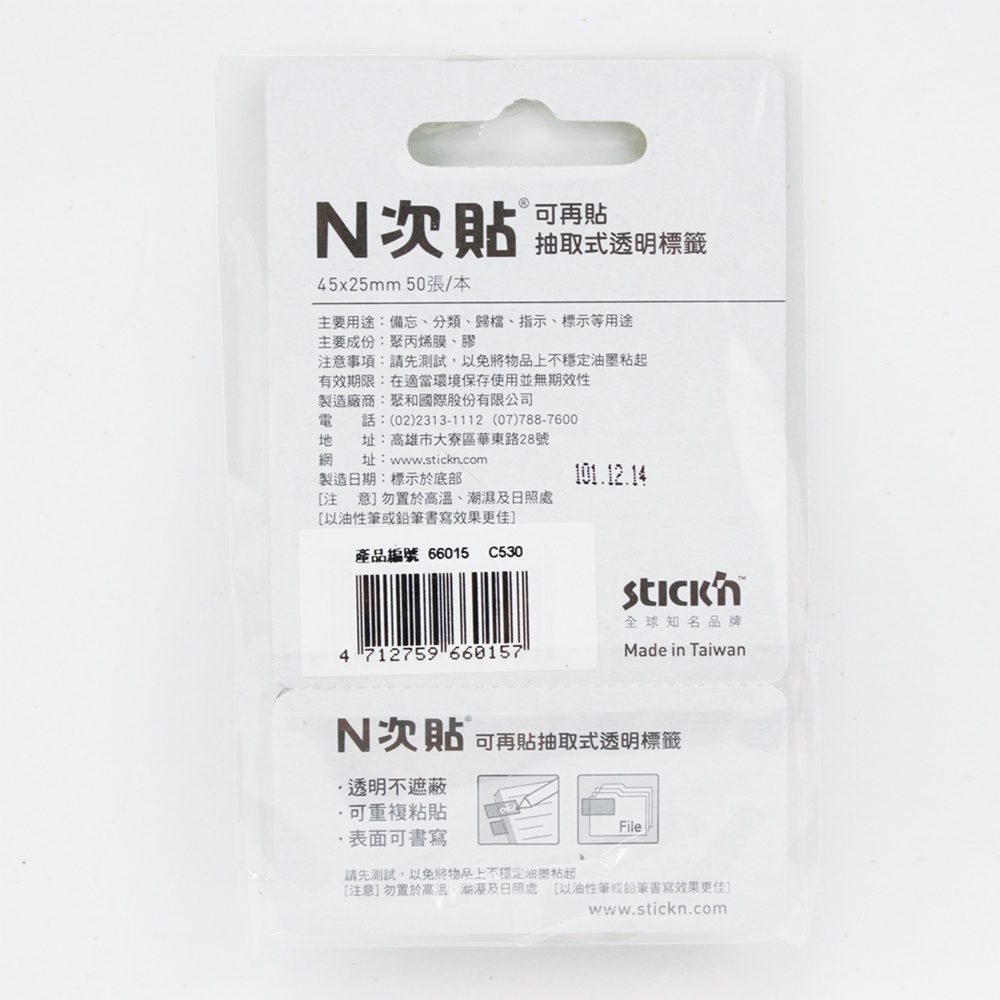 N次貼® 可再貼
抽取式透明標籤
45x25mm 50張/本
主要用途：備忘、分類、歸檔、指示、標示等用途
主要成份：聚丙烯膜、膠
注意事項：請先測試，以免將物品上不穩定油墨粘起
有效期限：在適當環境保存使用並無期效性
製造廠商：聚和國際股份有限公司
電　　話：(02)2313-1112 (07)788-7600
地　　址：高雄市大寮區華東路28號
網　　址：www.stickn.com
製造日期：標示於底部
101.12.14
[注　意] 勿置於高溫、潮濕及日照處
[以油性筆或鉛筆書寫效果更佳]
產品編號 66015 C530
4 712759 660157
stick'n™
全球知名品牌
Made in Taiwan
N次貼® 可再貼抽取式透明標籤
·透明不遮蔽
·可重複粘貼
·表面可書寫
File
請先測試，以免將物品上不穩定油墨粘起
[注意] 勿置於高溫、潮溼及日照處 [以油性筆或鉛筆書寫效果更佳]
www.stickn.com